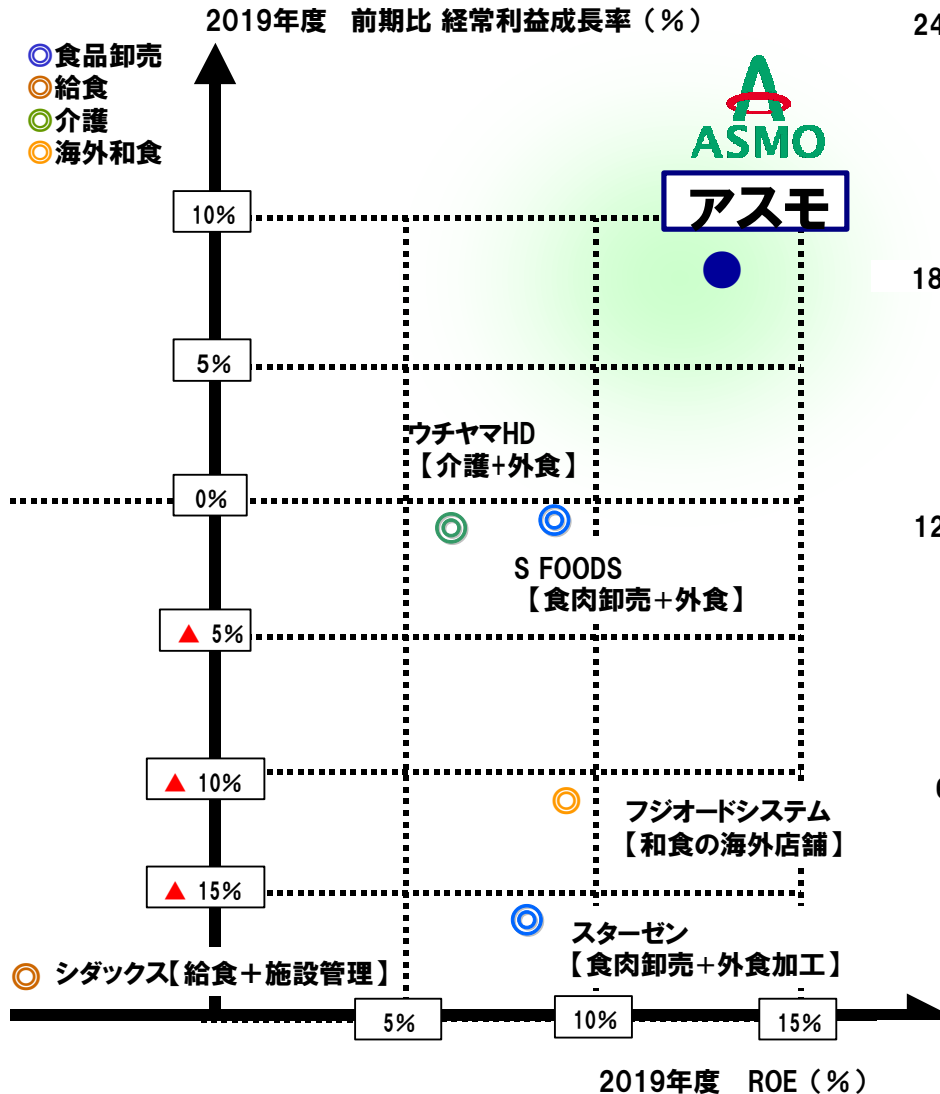 2019年度 前期比 経常利益成長率（%）
24
◎食品卸売
◎給食
◎介護
◎海外和食
ASMO
アスモ
10%
18
5%
ウチヤマHD
【介護+外食】
0%
12
S FOODS
【食肉卸売＋外食】
▲ 5%
▲ 10%
フジオードシステム
【和食の海外店舗】
▲ 15%
スターゼン
【食肉卸売＋外食加工】
シダックス【給食＋施設管理】
5%
10%
15%
2019年度 ROE（%）